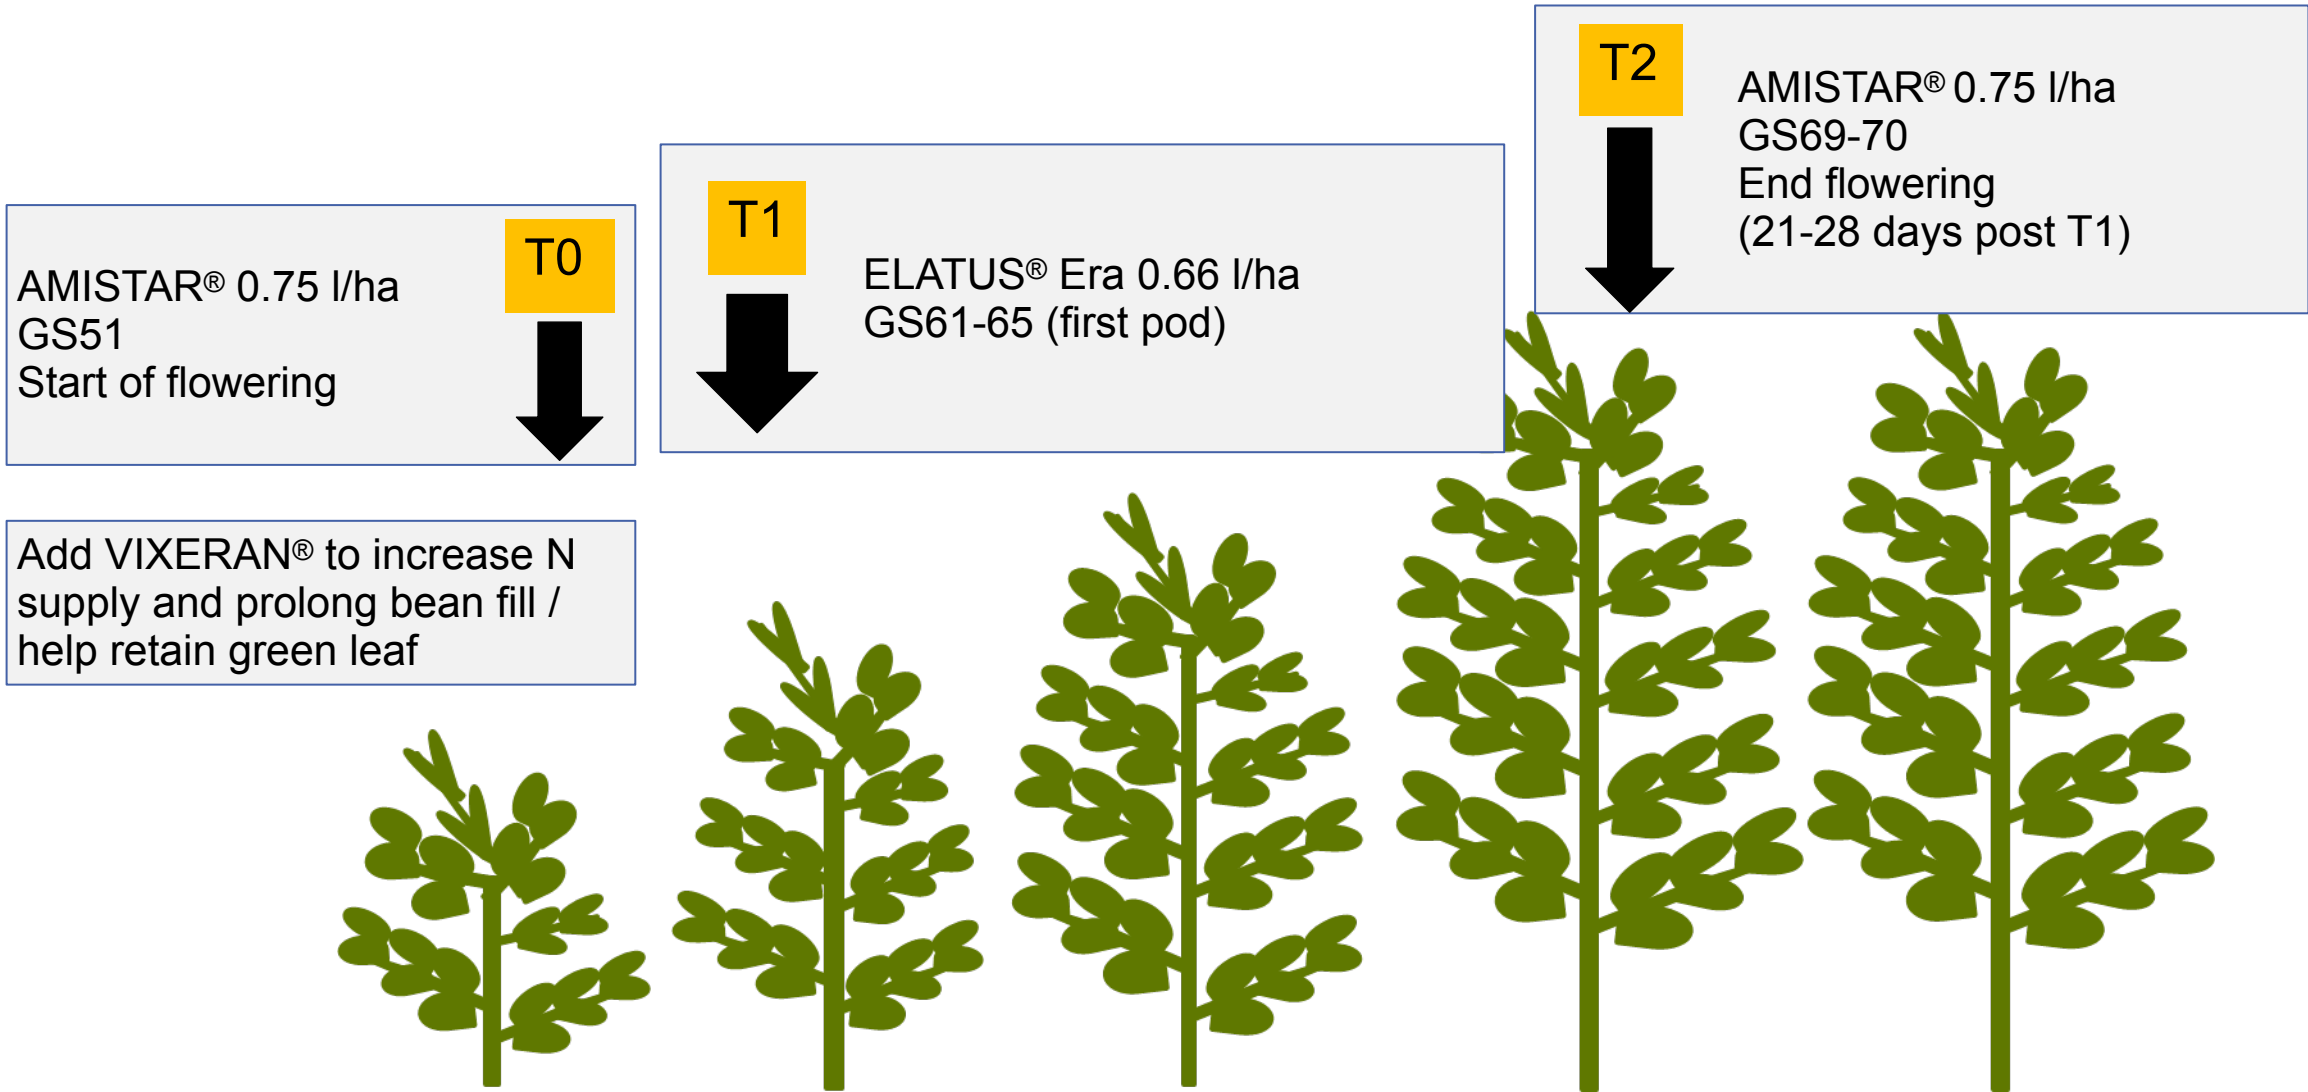 T0
AMISTAR® 0.75 l/ha
GS51
Start of flowering
Add VIXERAN® to increase N
supply and prolong bean fill /
help retain green leaf
T1
ELATUS® Era 0.66 l/ha
GS61-65 (first pod)
T2
AMISTAR® 0.75 l/ha
GS69-70
End flowering
(21-28 days post T1)